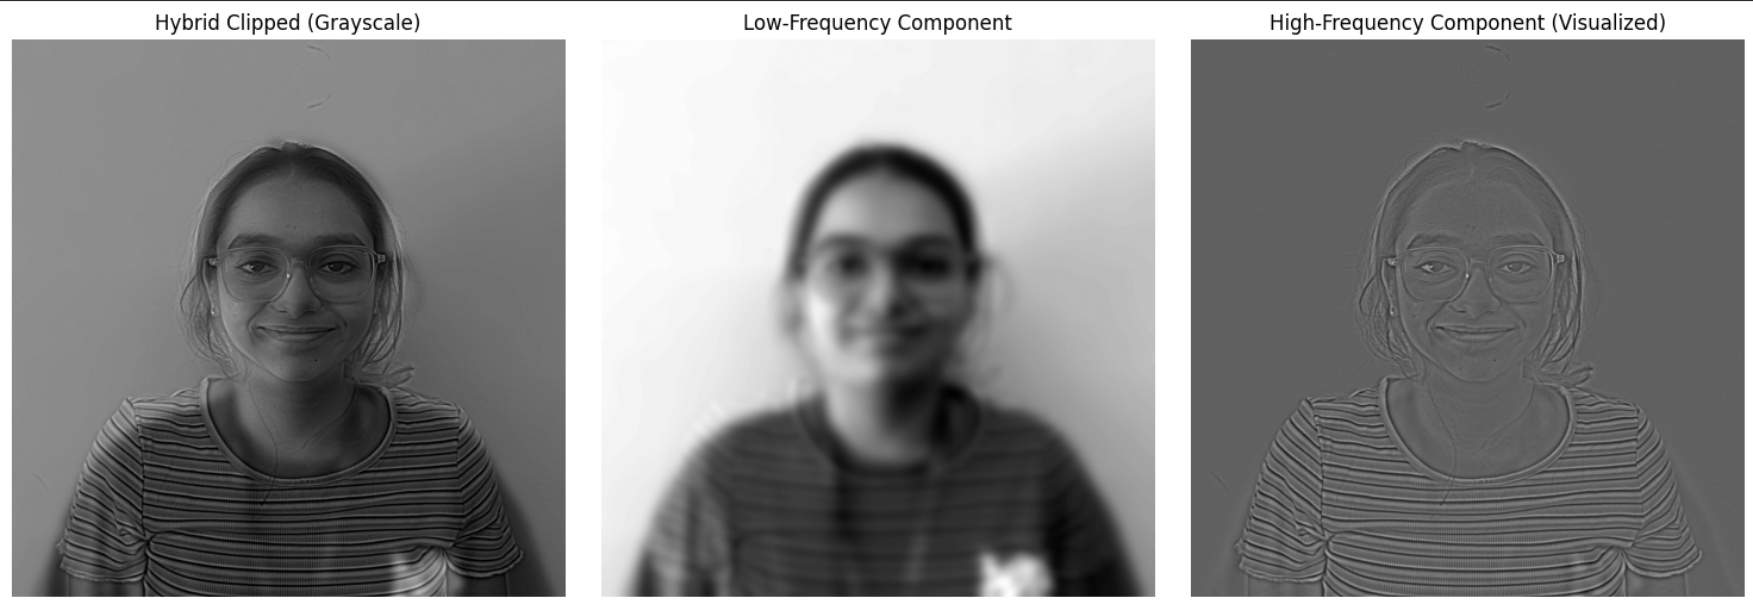 Hybrid Clipped (Grayscale)
Low-Frequency Component
High-Frequency Component (Visualized)